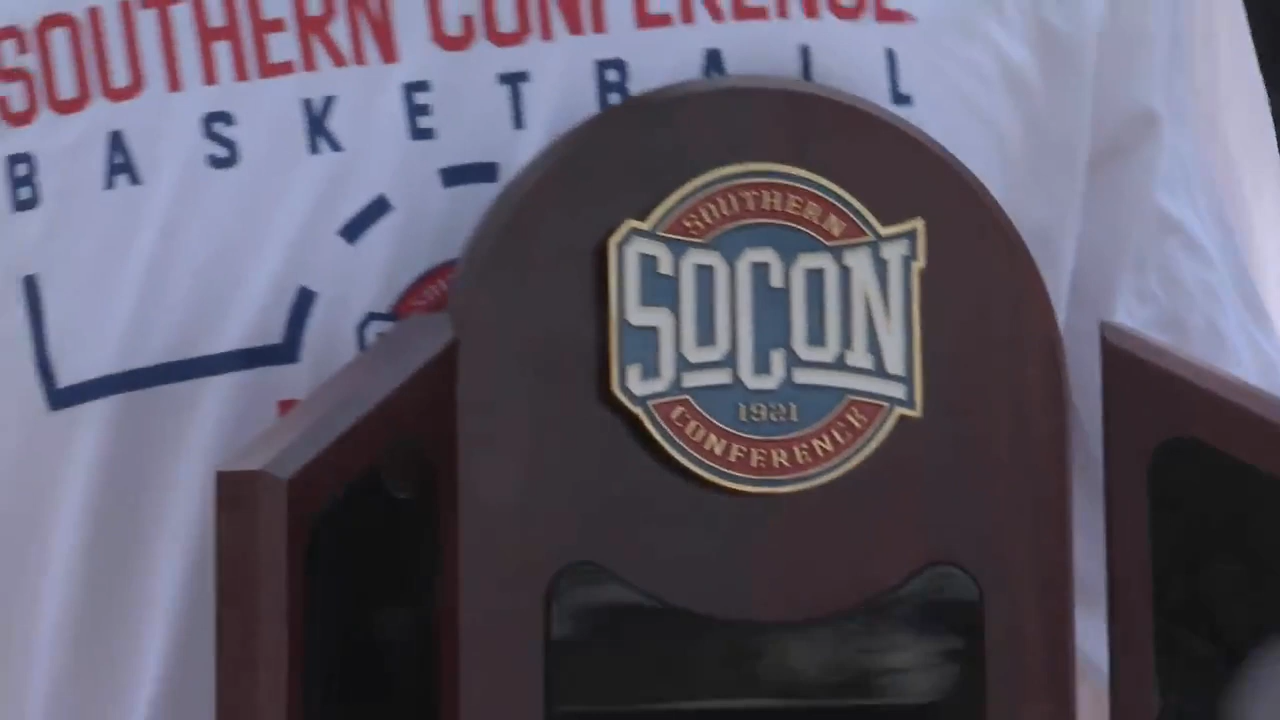 SOUTHERN CONFERENCE
BASKETBALL
SOUTHERN
SOCON
1921
CONFERENCE